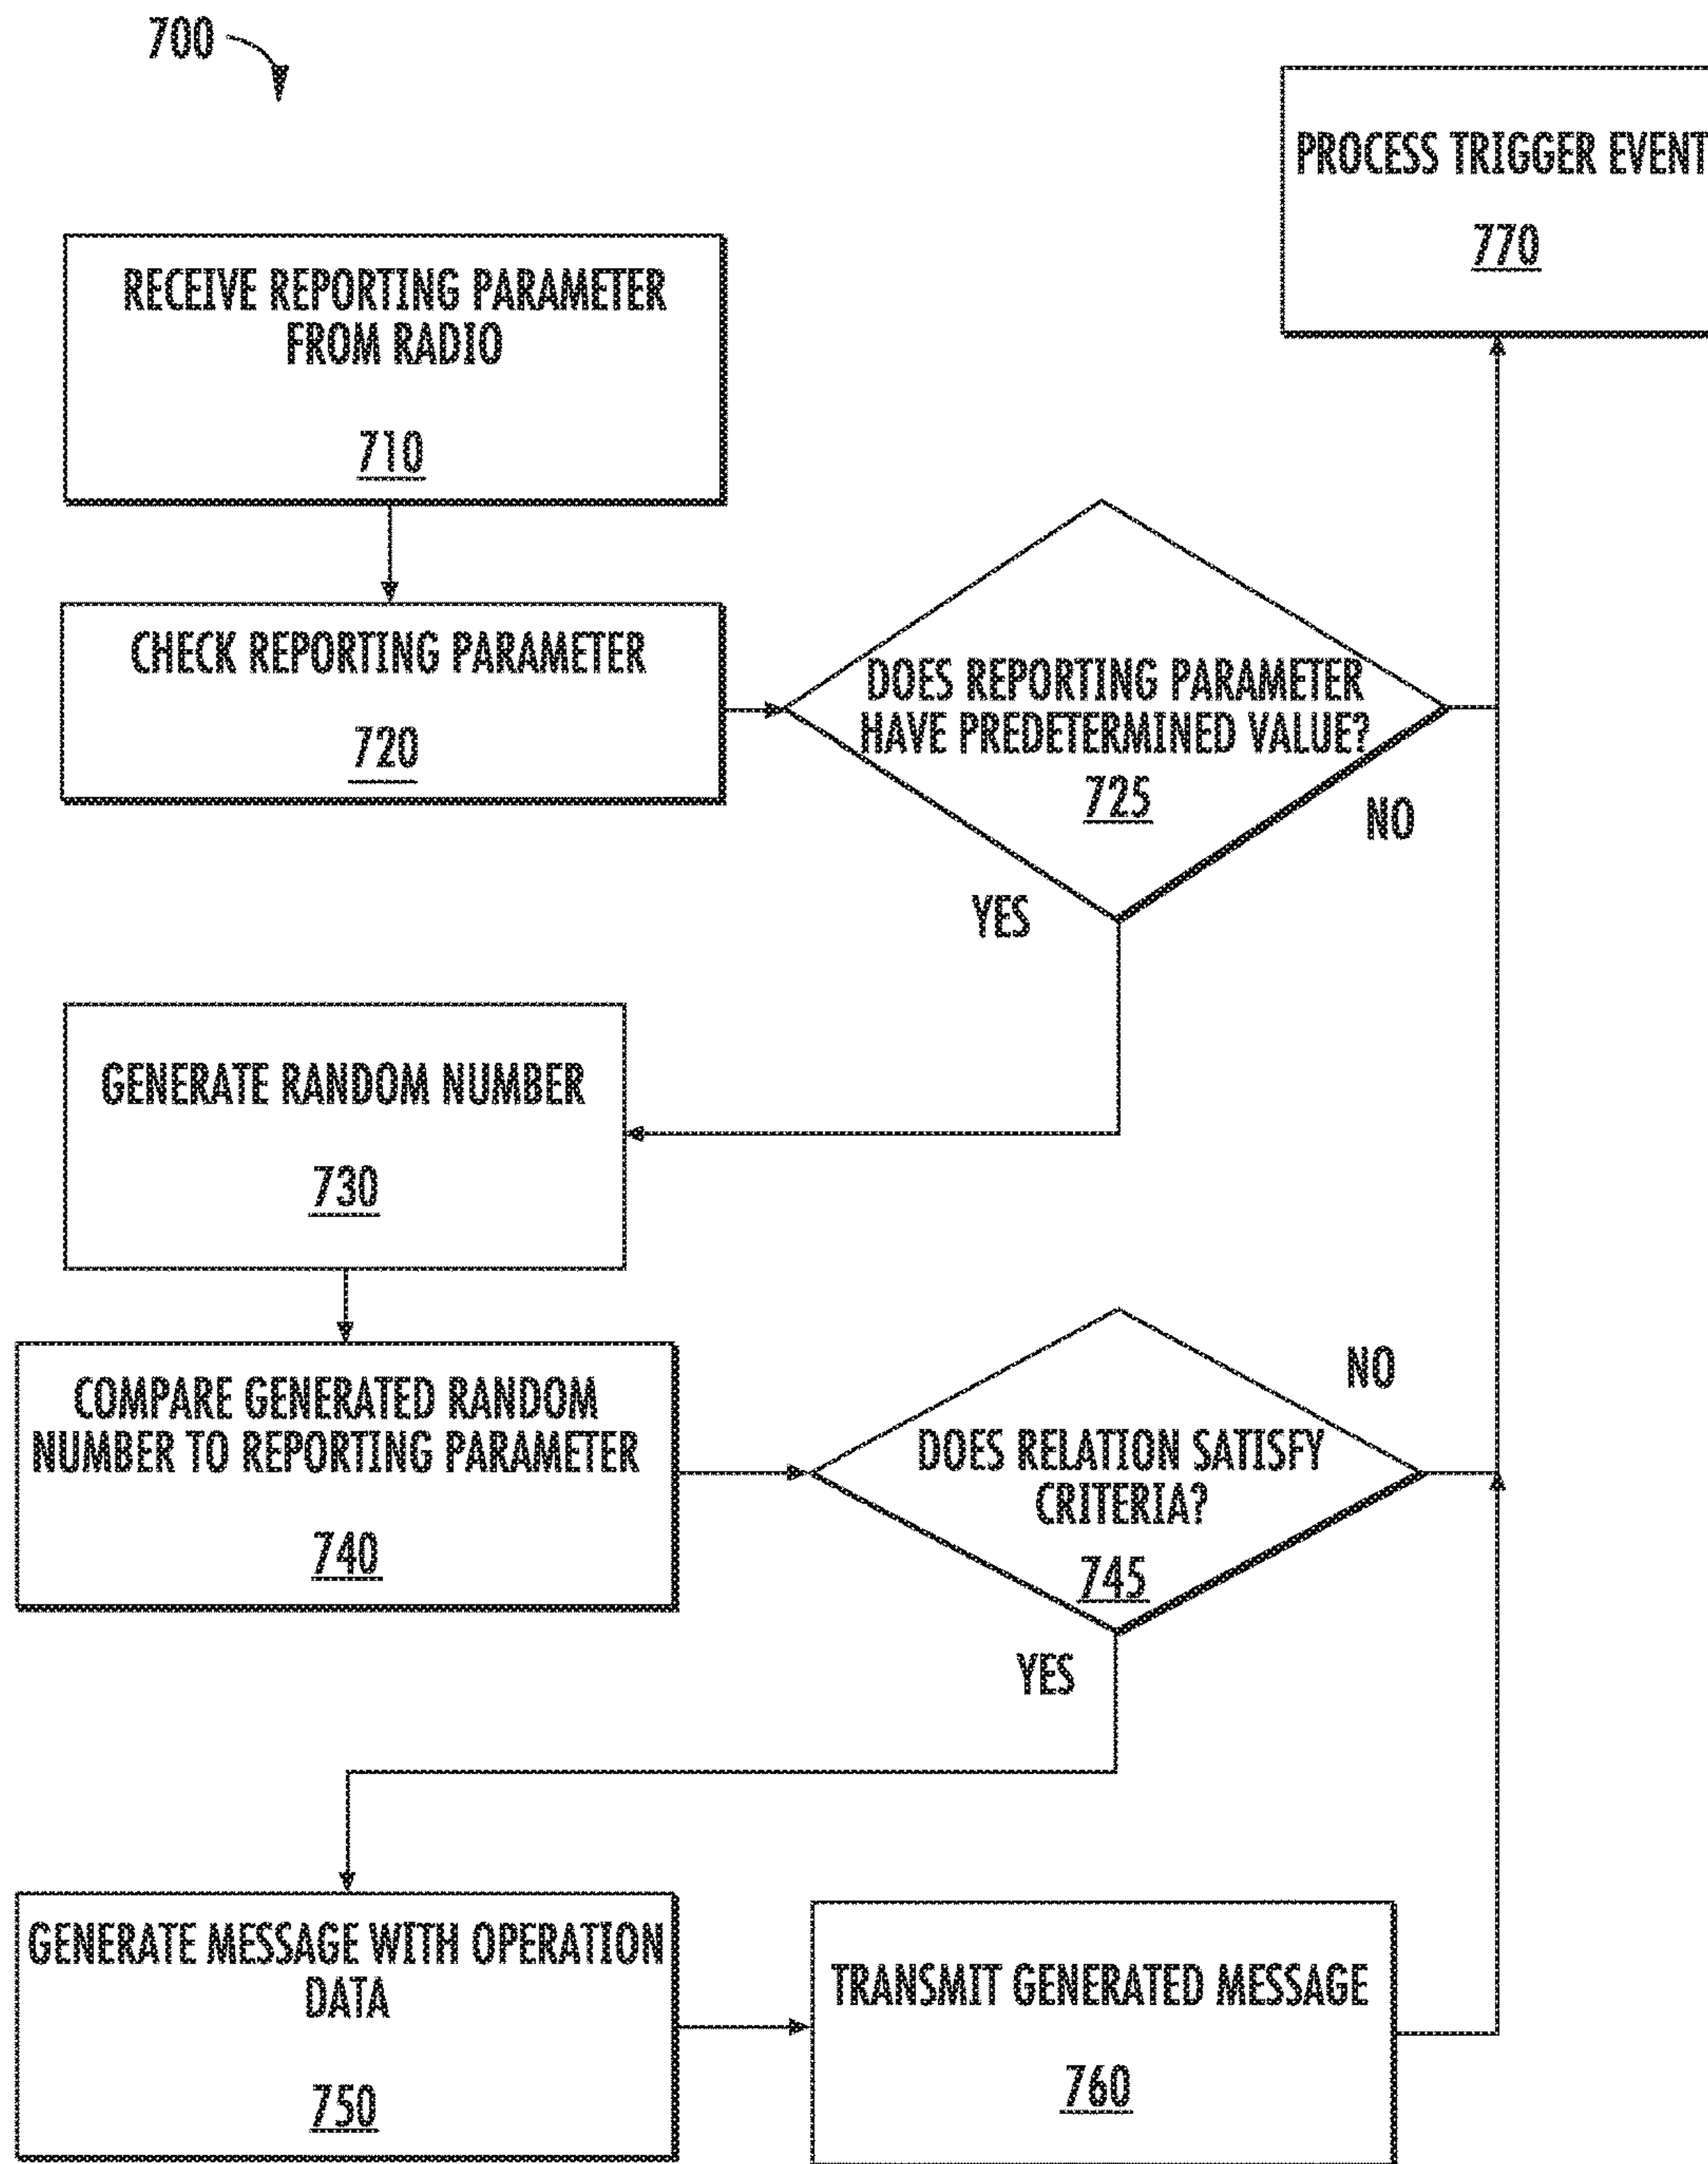 700
PROCESS TRIGGER EVENT
770
RECEIVE REPORTING PARAMETER
FROM RADIO
710
CHECK REPORTING PARAMETER
720
DOES REPORTING PARAMETER
HAVE PREDETERMINED VALUE?
725
NO
YES
GENERATE RANDOM NUMBER
730
COMPARE GENERATED RANDOM
NUMBER TO REPORTING PARAMETER
740
NO
DOES RELATION SATISFY
CRITERIA?
745
YES
GENERATE MESSAGE WITH OPERATION
DATA
750
TRANSMIT GENERATED MESSAGE
760